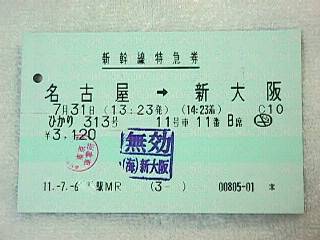 新幹線特急券
名古屋 → 新大阪
7月31日 (13:23発) (14:23着) C10
ひかり 313号 11号車 11番 B席
¥3,120
無効
(海)新大阪
11.-7.-6 駅MR (3- ) 00805-01